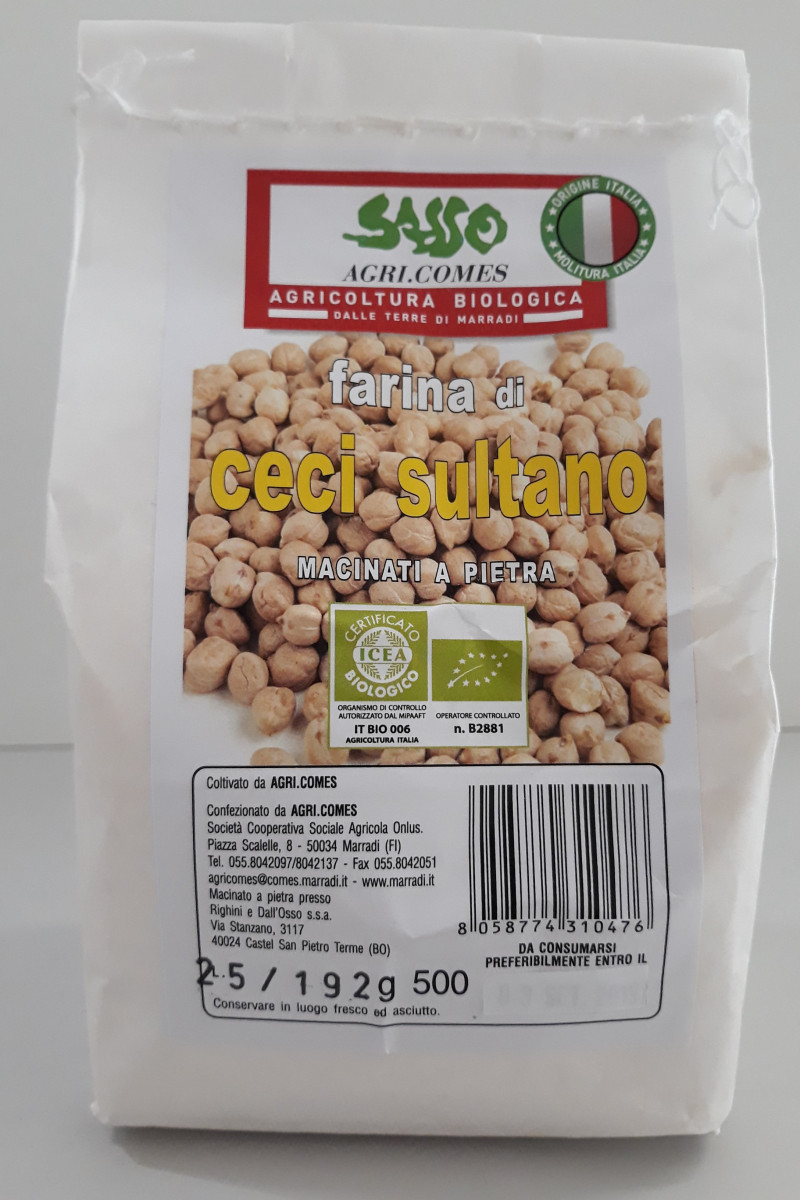 SASSO
AGRI.COMES
AGRICOLTURA BIOLOGICA
DALLE TERRE DI MARRADI
ORIGINE ITALIA
MOLITURA ITALIA
farina di
ceci sultano
MACINATI A PIETRA
CERTIFICATO
ICEA
BIOLOGICO
ORGANISMO DI CONTROLLO
AUTORIZZATO DAL MIPAAFT
IT BIO 006
AGRICOLTURA ITALIA
OPERATORE CONTROLLATO
n. B2881
Coltivato da AGRI.COMES
Confezionato da AGRI.COMES
Società Cooperativa Sociale Agricola Onlus.
Piazza Scalelle, 8 - 50034 Marradi (FI)
Tel. 055.8042097/8042137 - Fax 055.8042051
agricomes@comes.marradi.it - www.marradi.it
Macinato a pietra presso
Righini e Dall'Osso s.s.a.
Via Stanzano, 3117
40024 Castel San Pietro Terme (BO)
L. 25/192 g 500
Conservare in luogo fresco ed asciutto.
8 058774 310476
DA CONSUMARSI
PREFERIBILMENTE ENTRO IL